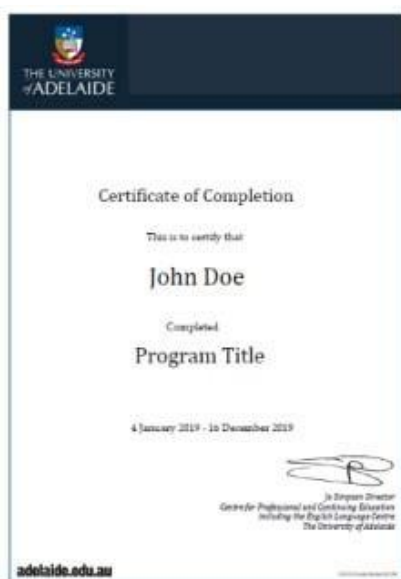 THE UNIVERSITY
of ADELAIDE
Certificate of Completion
This is to certify that
John Doe
Completed
Program Title
4 January 2019 - 16 December 2019
Jo Simpson Director
Centre for Professional and Continuing Education
including the English Language Centre
The University of Adelaide
adelaide.edu.au